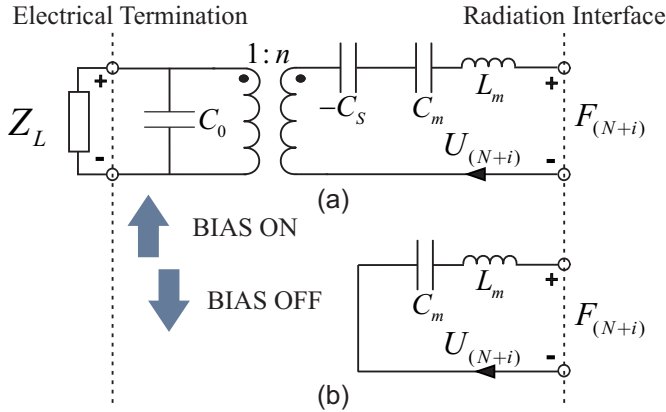 Electrical Termination
Radiation Interface
1:n
+
Z_L
-
C_0
-C_S
C_m
L_m
+
F_(N+i)
-
U_(N+i)
(a)
BIAS ON
BIAS OFF
C_m
L_m
+
F_(N+i)
-
U_(N+i)
(b)